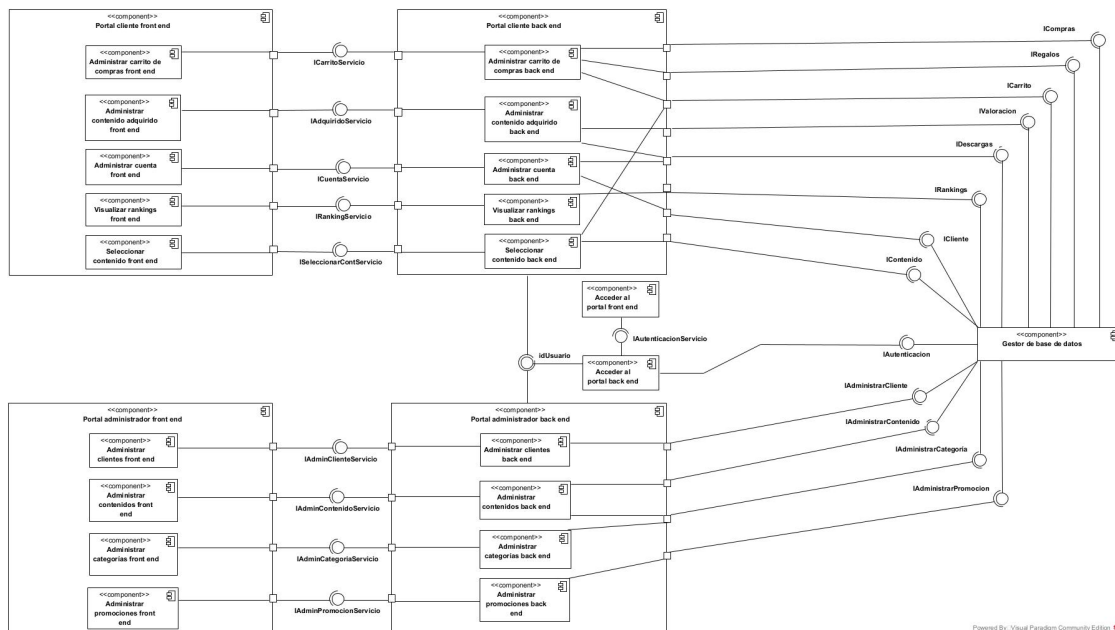 <<component>>
Portal cliente front end
<<component>>
Administrar carrito de
compras front end
<<component>>
Administrar
contenido adquirido
front end
<<component>>
Administrar cuenta
front end
<<component>>
Visualizar rankings
front end
<<component>>
Seleccionar
contenido front end
ICarritoServicio
IAdquiridoServicio
ICuentaServicio
IRankingServicio
ISeleccionarContServicio
<<component>>
Portal cliente back end
<<component>>
Administrar carrito de
compras back end
<<component>>
Administrar
contenido adquirido
back end
<<component>>
Administrar cuenta
back end
<<component>>
Visualizar rankings
back end
<<component>>
Seleccionar
contenido back end
ICompras
IRegalos
ICarrito
IValoracion
IDescargas
IRankings
ICliente
IContenido
<<component>>
Acceder al
portal front end
IAutenticacionServicio
idUsuario
<<component>>
Acceder al
portal back end
IAutenticacion
<<component>>
Gestor de base de datos
IAdministrarCliente
IAdministrarContenido
IAdministrarCategoria
IAdministrarPromocion
<<component>>
Portal administrador front end
<<component>>
Administrar
clientes front end
<<component>>
Administrar
contenidos front
end
<<component>>
Administrar
categorias front end
<<component>>
Administrar
promociones front
end
IAdminClienteServicio
IAdminContenidoServicio
IAdminCategoriaServicio
IAdminPromocionServicio
<<component>>
Portal administrador back end
<<component>>
Administrar clientes
back end
<<component>>
Administrar
contenidos back end
<<component>>
Administrar
categorias back end
<<component>>
Administrar
promociones back
end
Powered By Visual Paradigm Community Edition